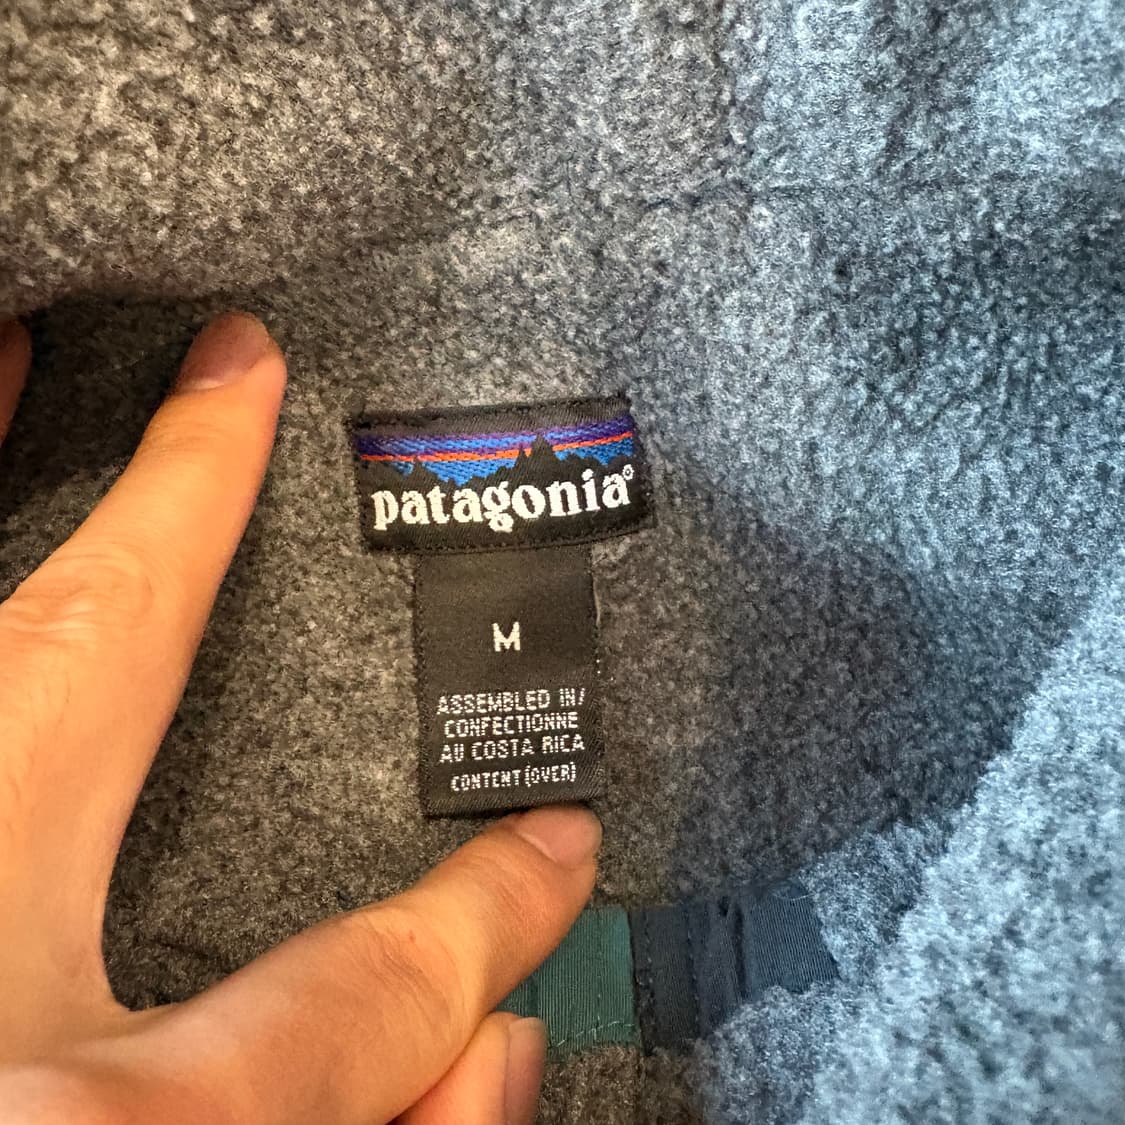 patagonia®
M
ASSEMBLED IN/
CONFECTIONNE
AU COSTA RICA
CONTENT (OVER)